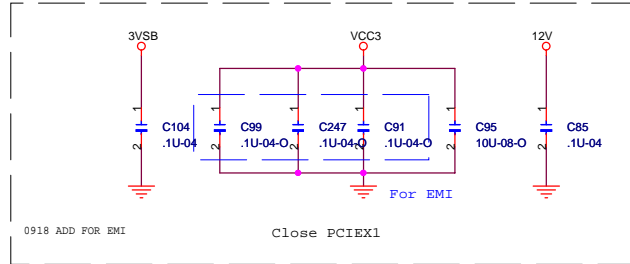 3VSB VCC3 12V
1 1 1 1 1 1
C104 C99 C247 C91 C95 C85
.1U-04 .1U-04-O .1U-04-O .1U-04-O 10U-08-O .1U-04
2 2 2 2 2 2
For EMI
0918 ADD FOR EMI Close PCIEX1